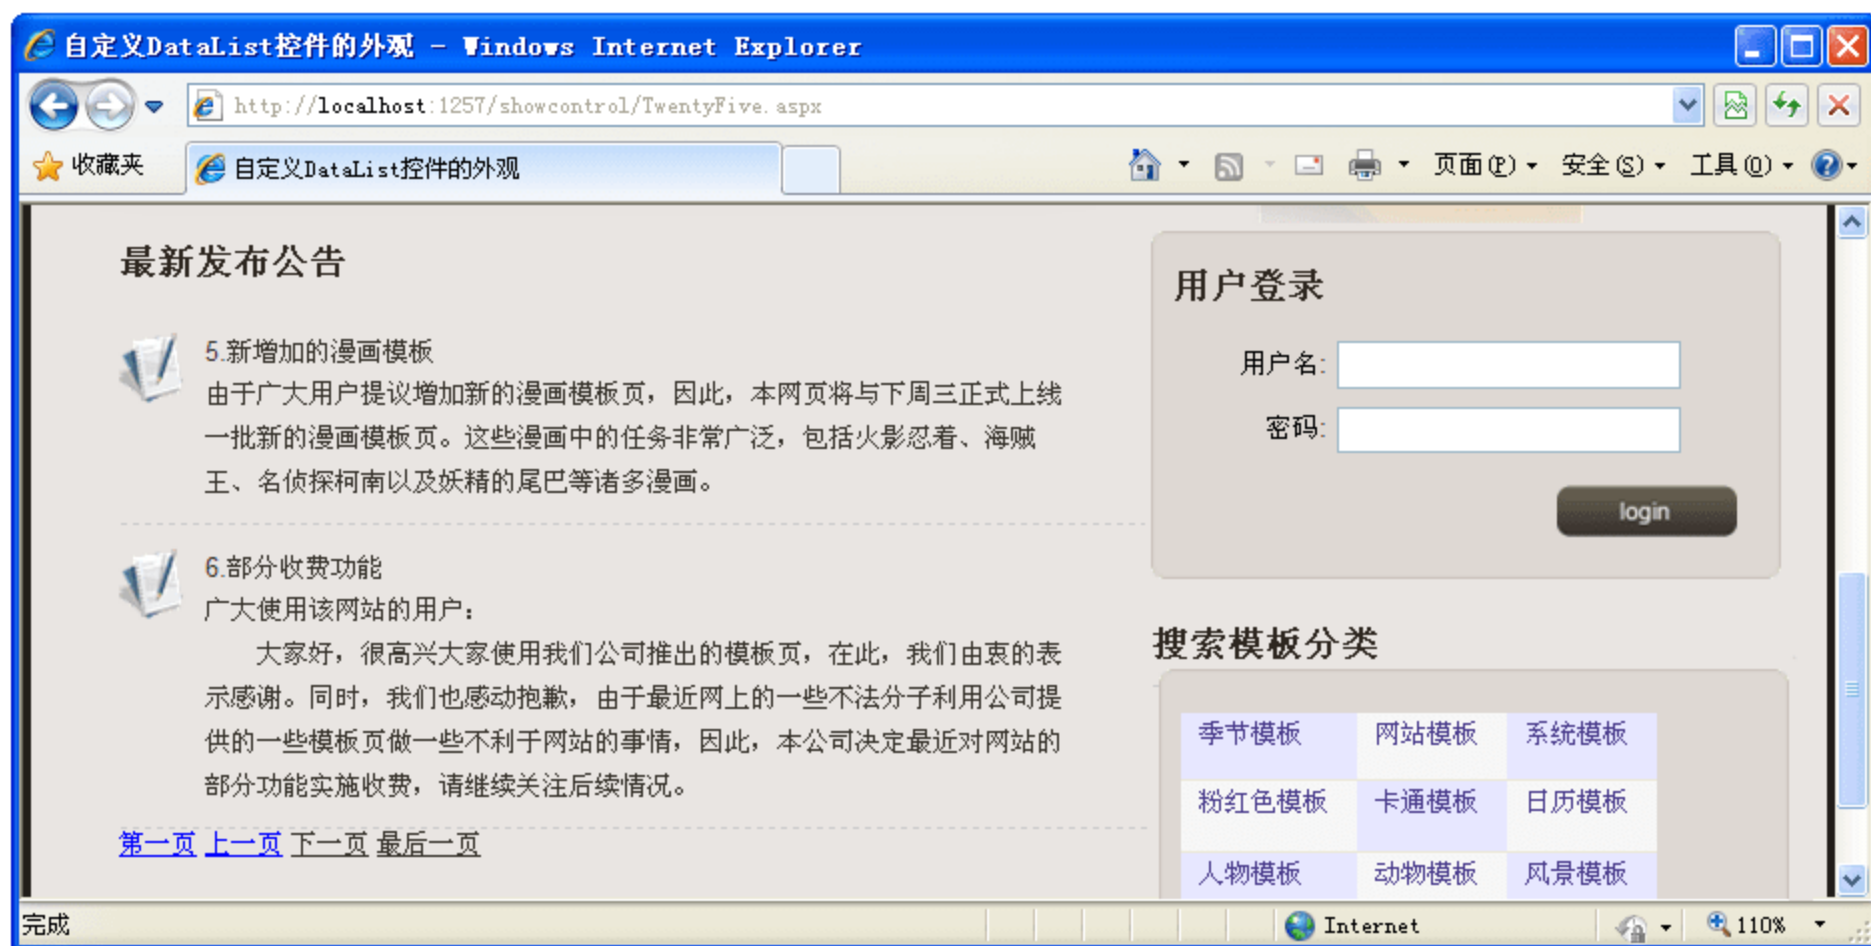 自定义DataList控件的外观 - Windows Internet Explorer
http://localhost:1257/showcontrol/TwentyFive.aspx
收藏夹
自定义DataList控件的外观
页面(P)
安全(S)
工具(O)
最新发布公告
5.新增加的漫画模板
由于广大用户提议增加新的漫画模板页，因此，本网页将与下周三正式上线
一批新的漫画模板页。这些漫画中的任务非常广泛，包括火影忍着、海贼
王、名侦探柯南以及妖精的尾巴等诸多漫画。
6.部分收费功能
广大使用该网站的用户：
大家好，很高兴大家使用我们公司推出的模板页，在此，我们由衷的表
示感谢。同时，我们也感动抱歉，由于最近网上的一些不法分子利用公司提
供的一些模板页做一些不利于网站的事情，因此，本公司决定最近对网站的
部分功能实施收费，请继续关注后续情况。
第一页 上一页 下一页 最后一页
用户登录
用户名:
密码:
login
搜索模板分类
季节模板 网站模板 系统模板
粉红色模板 卡通模板 日历模板
人物模板 动物模板 风景模板
完成
Internet
110%